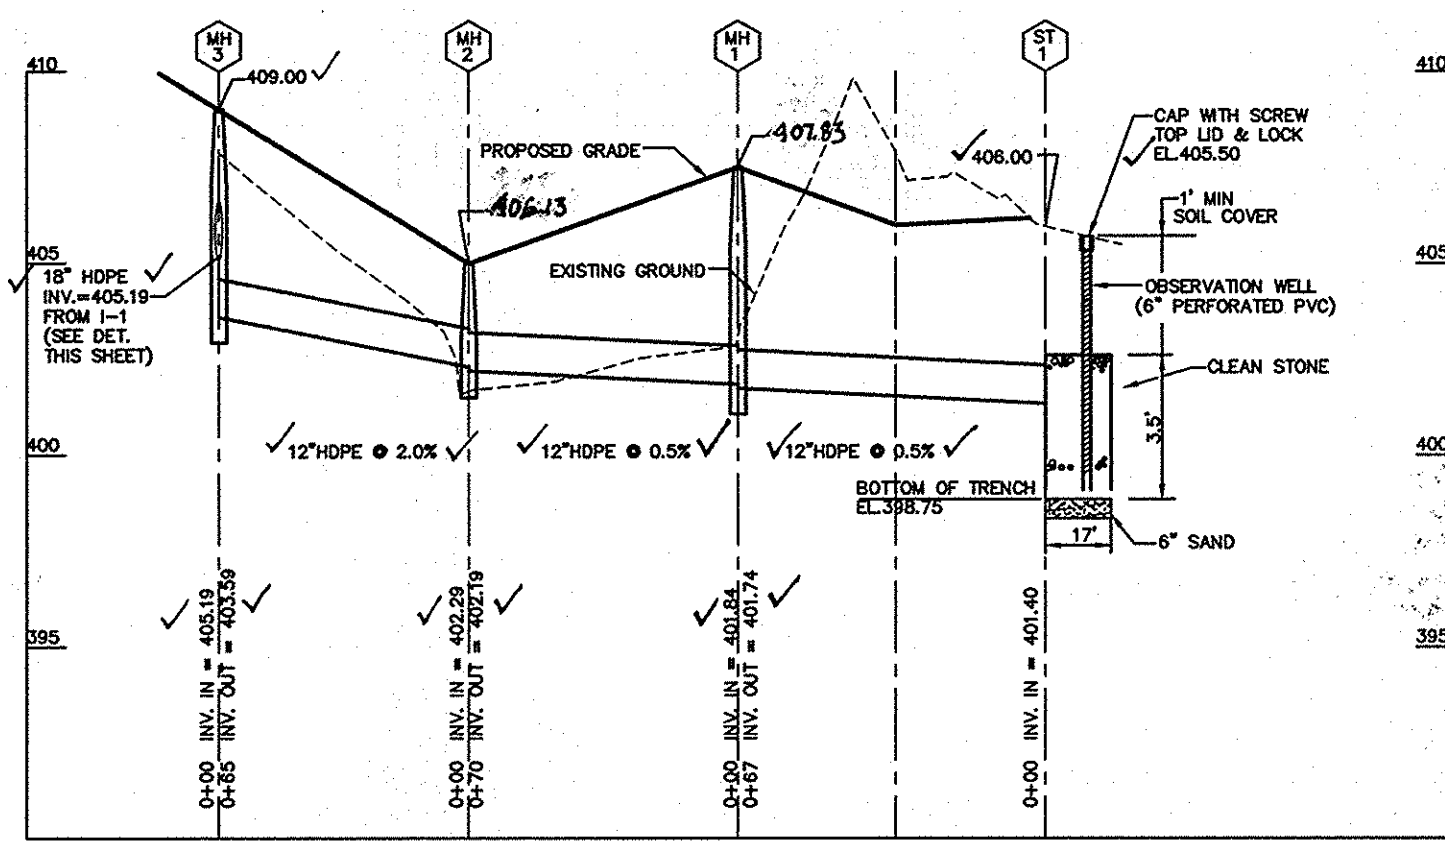 MH
3
MH
2
MH
1
ST
1
410
410
409.00
407.83
CAP WITH SCREW
TOP LID & LOCK
EL.405.50
PROPOSED GRADE
406.00
1' MIN
SOIL COVER
406.13
405
405
18" HDPE
INV.=405.19
FROM I-1
(SEE DET.
THIS SHEET)
EXISTING GROUND
OBSERVATION WELL
(6" PERFORATED PVC)
CLEAN STONE
3.5'
400
400
12"HDPE @ 2.0%
12"HDPE @ 0.5%
12"HDPE @ 0.5%
BOTTOM OF TRENCH
EL.398.75
17'
6" SAND
395
395
0+00 INV. IN = 405.19
0+65 INV. OUT = 403.59
0+00 INV. IN = 402.29
0+70 INV. OUT = 402.19
0+00 INV. IN = 401.84
0+67 INV. OUT = 401.74
0+00 INV. IN = 401.40